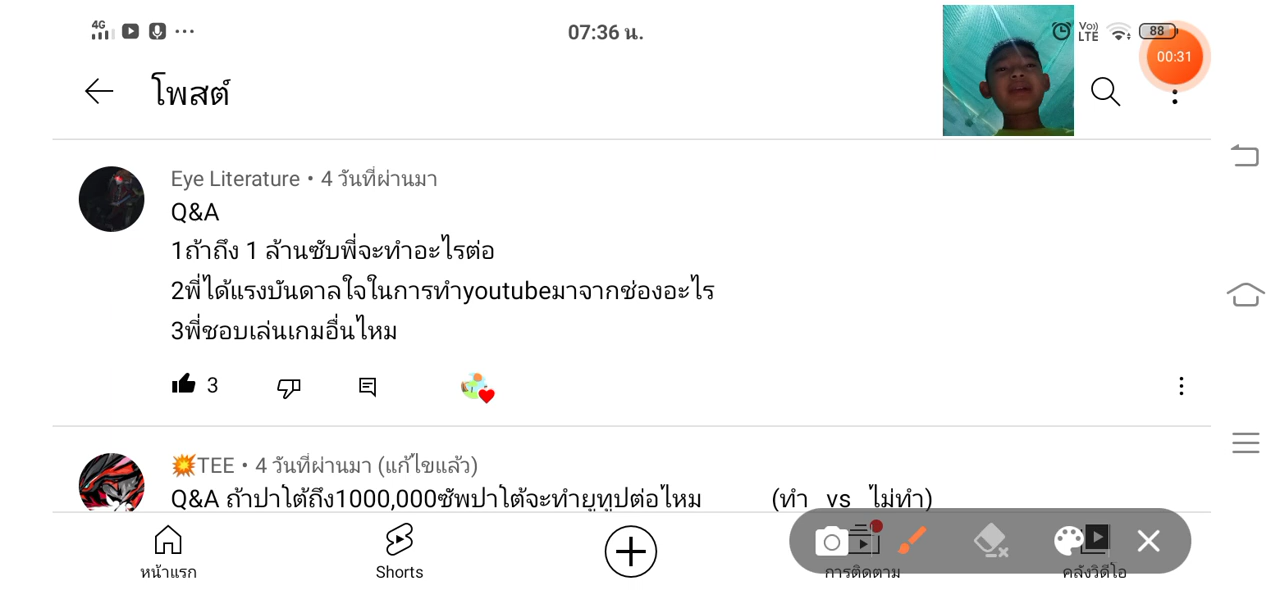 4G
07:36 น.
Vo))
LTE
88
00:31
โพสต์
Eye Literature • 4 วันที่ผ่านมา
Q&A
1ถ้าถึง 1 ล้านซับพี่จะทำอะไรต่อ
2พี่ได้แรงบันดาลใจในการทำyoutubeมาจากช่องอะไร
3พี่ชอบเล่นเกมอื่นไหม
3
💥TEE • 4 วันที่ผ่านมา (แก้ไขแล้ว)
Q&A ถ้าปาโต้ถึง1000,000ซัพปาโต้จะทำยูทูปต่อไหม (ทำ vs ไม่ทำ)
หน้าแรก
Shorts
การติดตาม
คลังวิดีโอ